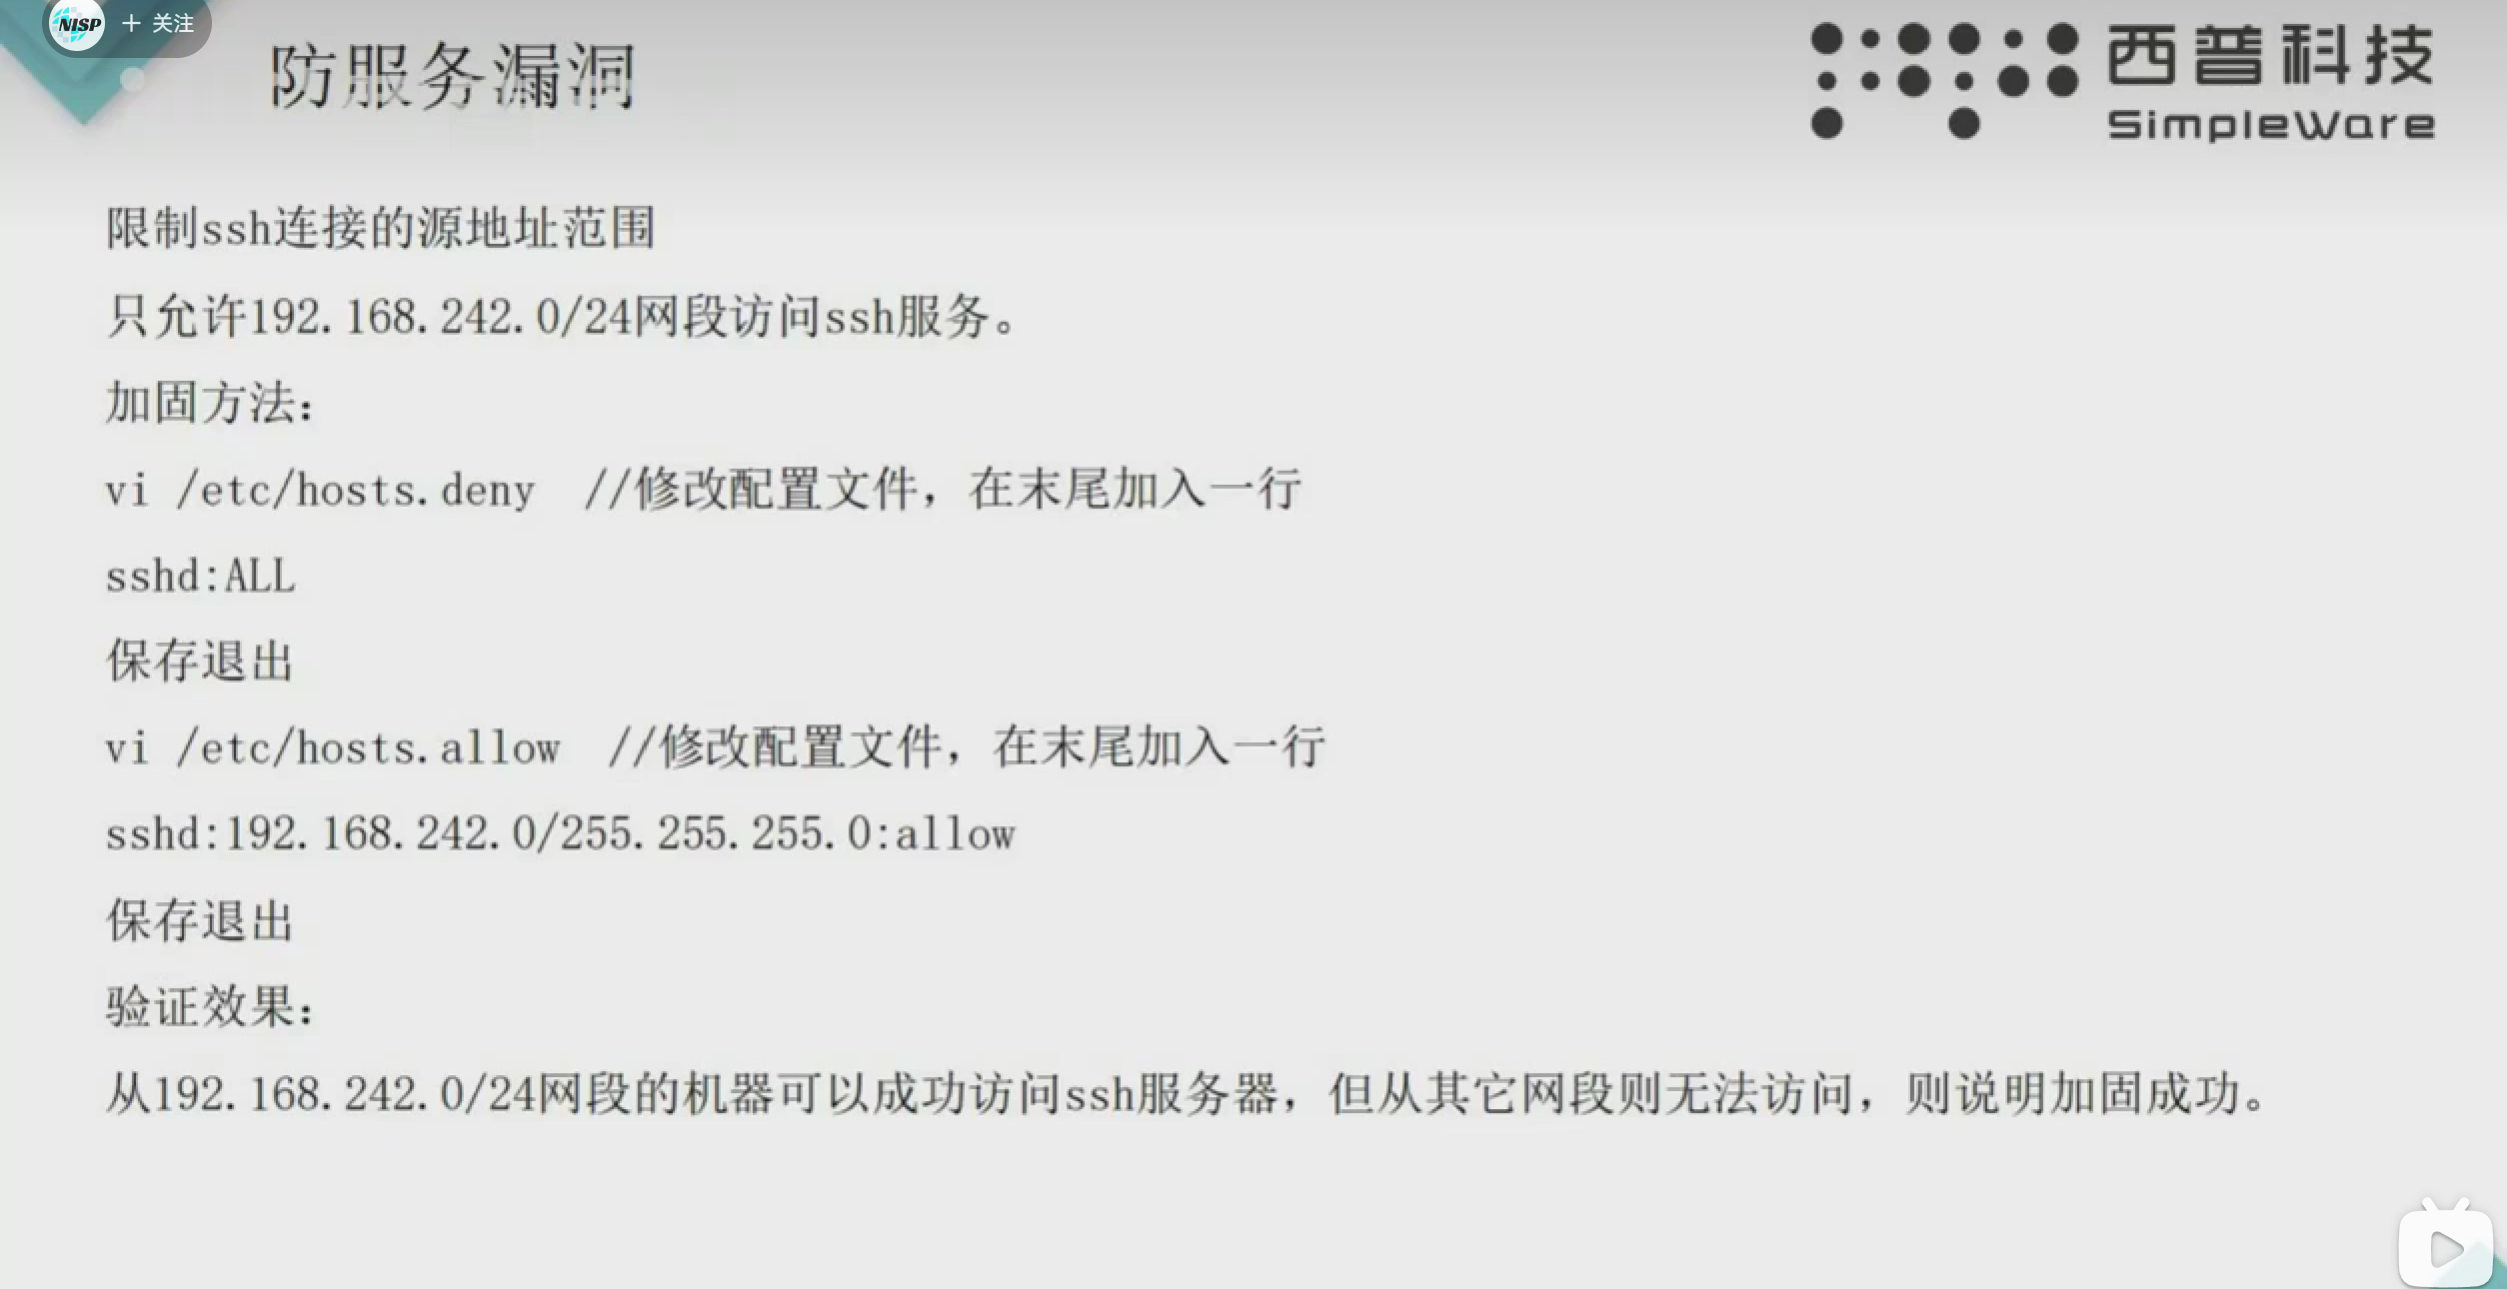 NISP + 关注
防服务漏洞
西普科技
SimpleWare
限制ssh连接的源地址范围
只允许192.168.242.0/24网段访问ssh服务。
加固方法：
vi /etc/hosts.deny //修改配置文件，在末尾加入一行
sshd:ALL
保存退出
vi /etc/hosts.allow //修改配置文件，在末尾加入一行
sshd:192.168.242.0/255.255.255.0:allow
保存退出
验证效果：
从192.168.242.0/24网段的机器可以成功访问ssh服务器，但从其它网段则无法访问，则说明加固成功。